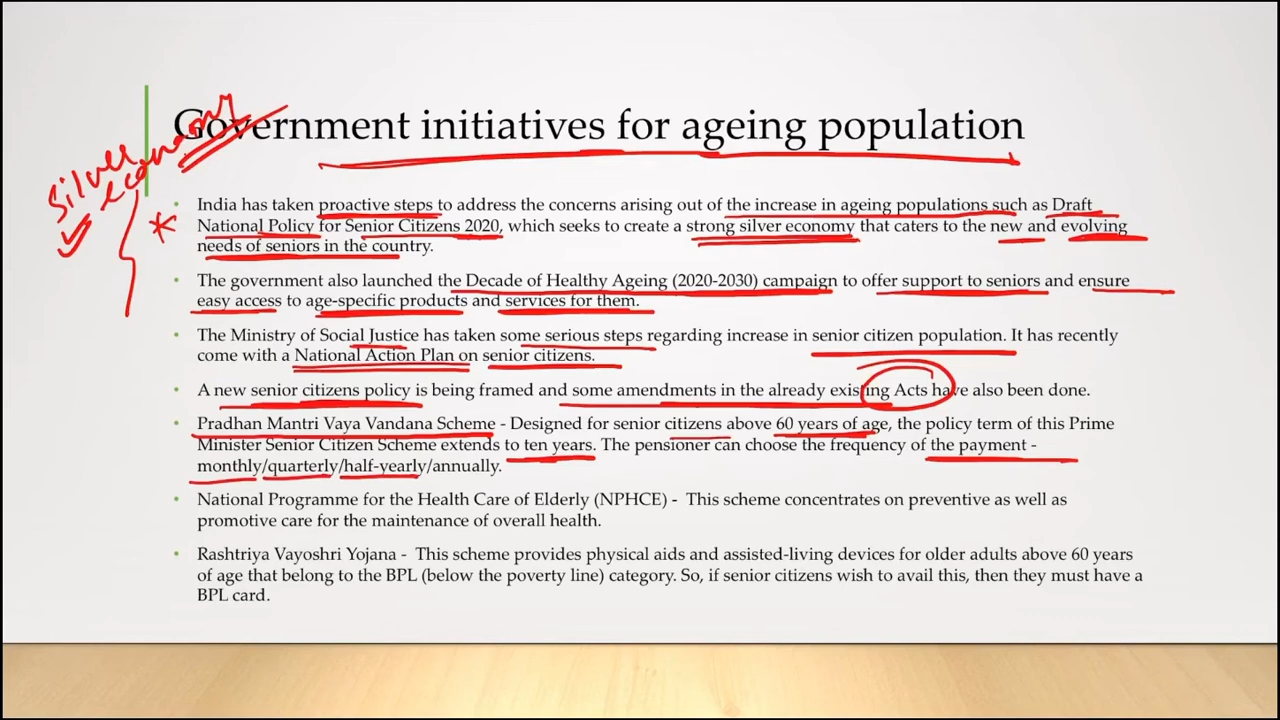 Government initiatives for ageing population
Silver
economy
• India has taken proactive steps to address the concerns arising out of the increase in ageing populations such as Draft
National Policy for Senior Citizens 2020, which seeks to create a strong silver economy that caters to the new and evolving
needs of seniors in the country.
• The government also launched the Decade of Healthy Ageing (2020-2030) campaign to offer support to seniors and ensure
easy access to age-specific products and services for them.
• The Ministry of Social Justice has taken some serious steps regarding increase in senior citizen population. It has recently
come with a National Action Plan on senior citizens.
• A new senior citizens policy is being framed and some amendments in the already existing Acts have also been done.
• Pradhan Mantri Vaya Vandana Scheme - Designed for senior citizens above 60 years of age, the policy term of this Prime
Minister Senior Citizen Scheme extends to ten years. The pensioner can choose the frequency of the payment -
monthly/quarterly/half-yearly/annually.
• National Programme for the Health Care of Elderly (NPHCE) - This scheme concentrates on preventive as well as
promotive care for the maintenance of overall health.
• Rashtriya Vayoshri Yojana - This scheme provides physical aids and assisted-living devices for older adults above 60 years
of age that belong to the BPL (below the poverty line) category. So, if senior citizens wish to avail this, then they must have a
BPL card.